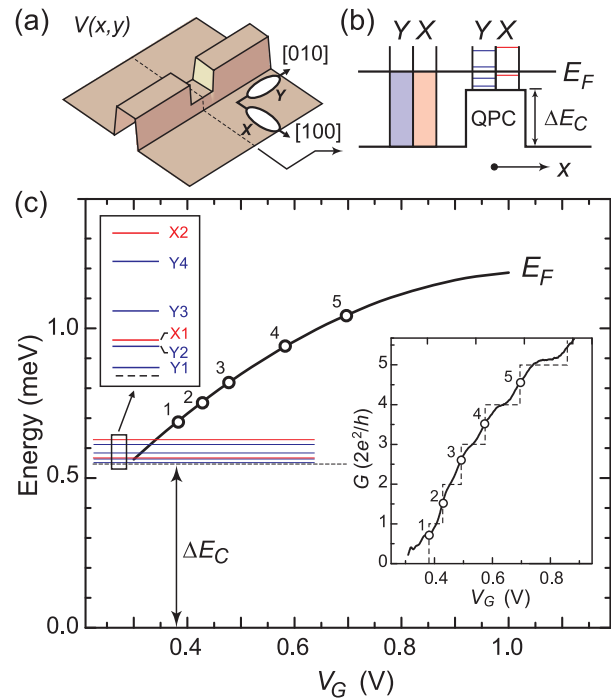 (a)
V(x,y)
[010]
Y
X
[100]
(b)
Y X Y X
E_F
QPC
ΔE_C
x
(c)
X2
Y4
Y3
X1
Y2
Y1
E_F
1
2
3
4
5
Energy (meV)
1.0
0.5
0.0
ΔE_C
0.4 0.6 0.8 1.0
V_G (V)
G (2e²/h)
6
5
4
3
2
1
0
1
2
3
4
5
0.4 0.6 0.8
V_G (V)